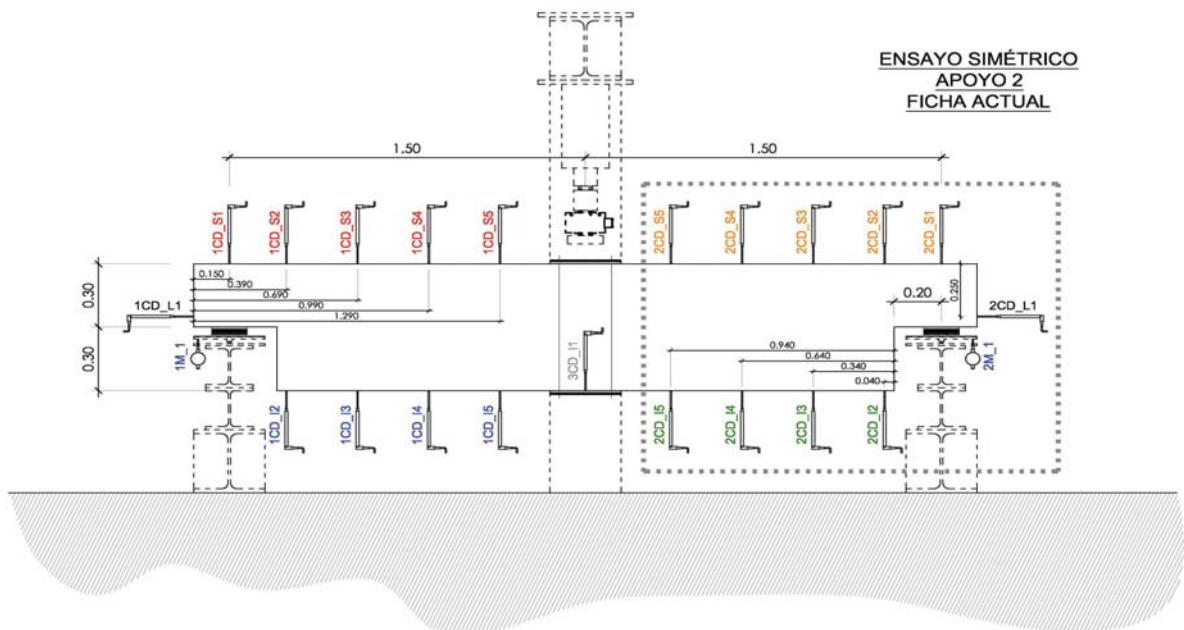 ENSAYO SIMÉTRICO
APOYO 2
FICHA ACTUAL
1.50
1.50
1CD_S1
1CD_S2
1CD_S3
1CD_S4
1CD_S5
2CD_S5
2CD_S4
2CD_S3
2CD_S2
2CD_S1
0.30
0.30
0.150
0.390
0.690
0.990
1.290
1CD_L1
0.20
0.250
2CD_L1
1M_1
3CD_I1
0.940
0.640
0.340
0.040
2M_1
1CD_I2
1CD_I3
1CD_I4
1CD_I5
2CD_I5
2CD_I4
2CD_I3
2CD_I2